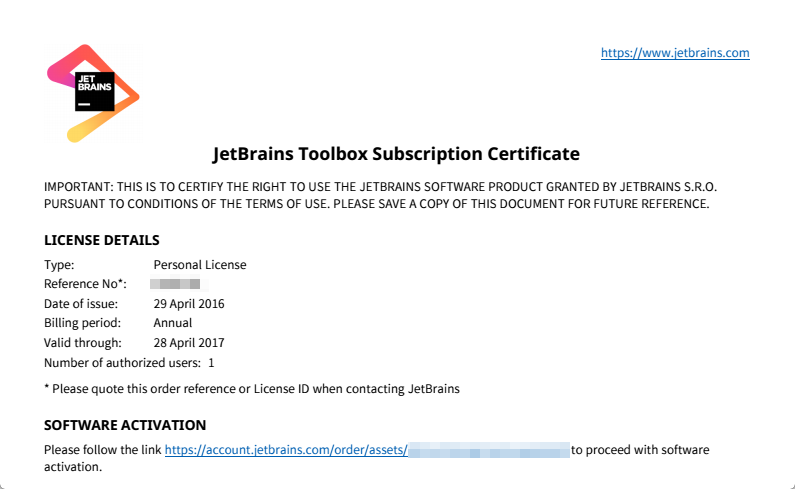 https://www.jetbrains.com
JET
BRAINS
JetBrains Toolbox Subscription Certificate
IMPORTANT: THIS IS TO CERTIFY THE RIGHT TO USE THE JETBRAINS SOFTWARE PRODUCT GRANTED BY JETBRAINS S.R.O.
PURSUANT TO CONDITIONS OF THE TERMS OF USE. PLEASE SAVE A COPY OF THIS DOCUMENT FOR FUTURE REFERENCE.
LICENSE DETAILS
Type: Personal License
Reference No*:
Date of issue: 29 April 2016
Billing period: Annual
Valid through: 28 April 2017
Number of authorized users: 1
* Please quote this order reference or License ID when contacting JetBrains
SOFTWARE ACTIVATION
Please follow the link https://account.jetbrains.com/order/assets/ to proceed with software
activation.